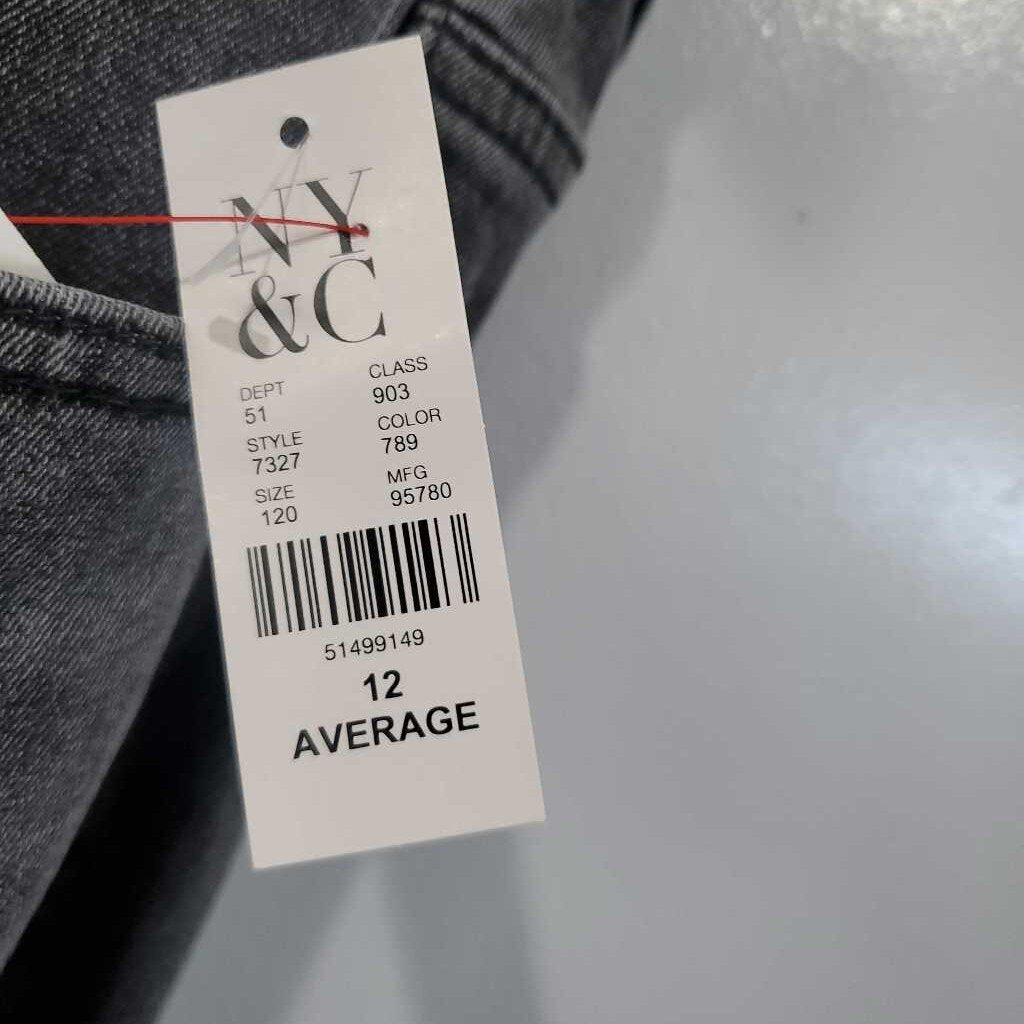 NY
&C
DEPT CLASS
51 903
STYLE COLOR
7327 789
SIZE MFG
120 95780
51499149
12
AVERAGE